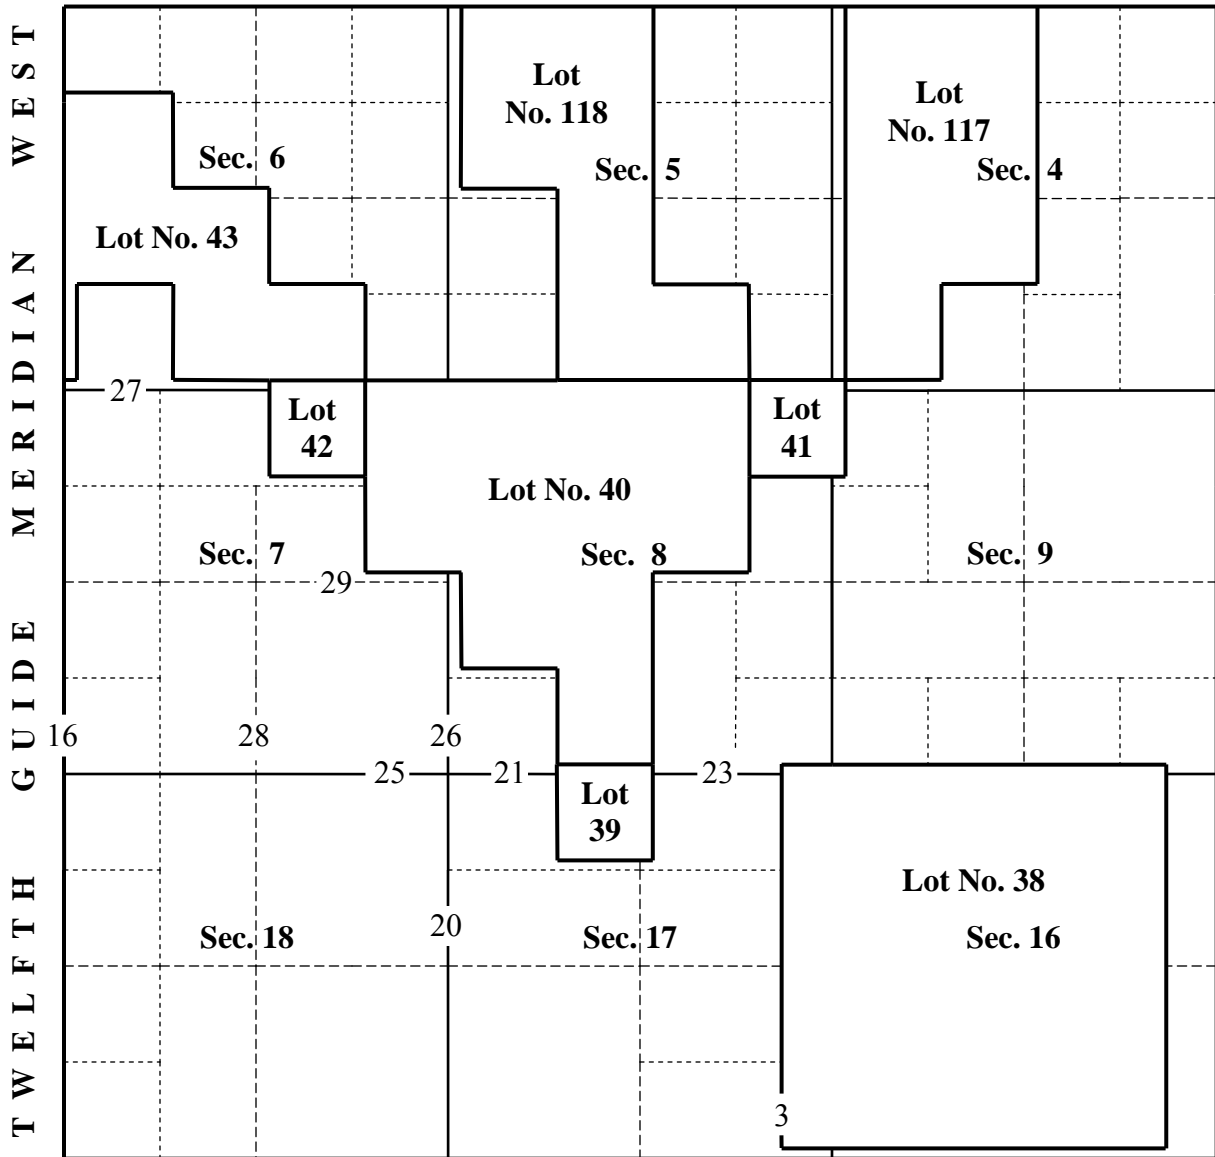 TWELFTH GUIDE MERIDIAN WEST
Lot
No. 118
Lot
No. 117
Sec. 6
Sec. 5
Sec. 4
Lot No. 43
27
Lot
42
Lot
41
Lot No. 40
Sec. 7
Sec. 8
Sec. 9
29
16
28
26
25
21
23
Lot
39
Lot No. 38
Sec. 18
20
Sec. 17
Sec. 16
3